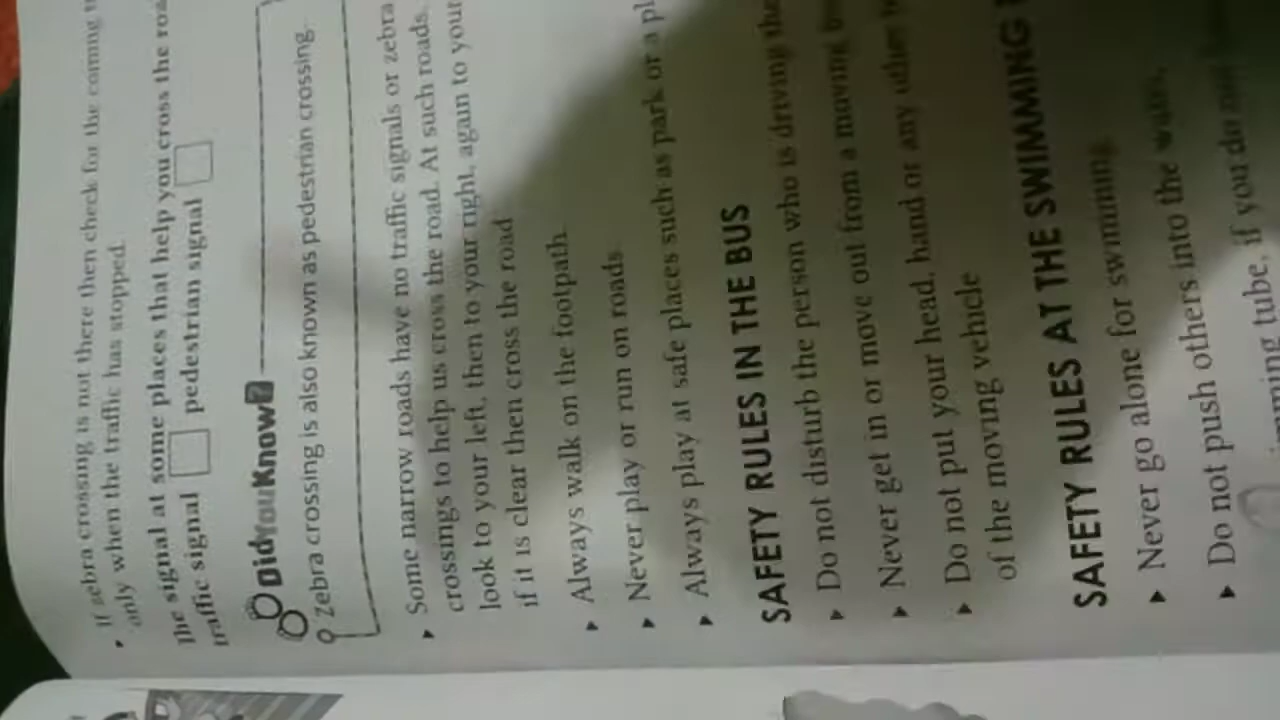 If zebra crossing is not there then check for the coming
only when the traffic has stopped.
The signal at some places that help you cross the
traffic signal pedestrian signal
DidYouKnow?
Zebra crossing is also known as pedestrian crossing.
Some narrow roads have no traffic signals or zebra
crossings to help us cross the road. At such roads,
look to your left, then to your right, again to your
if it is clear then cross the road
Always walk on the footpath
Never play or run on roads
Always play at safe places such as park or a
SAFETY RULES IN THE BUS
Do not disturb the person who is driving the
Never get in or move out from a moving
Do not put your head, hand or any other
of the moving vehicle
SAFETY RULES AT THE SWIMMING
Never go alone for swimming
Do not push others into the
tube, if you do